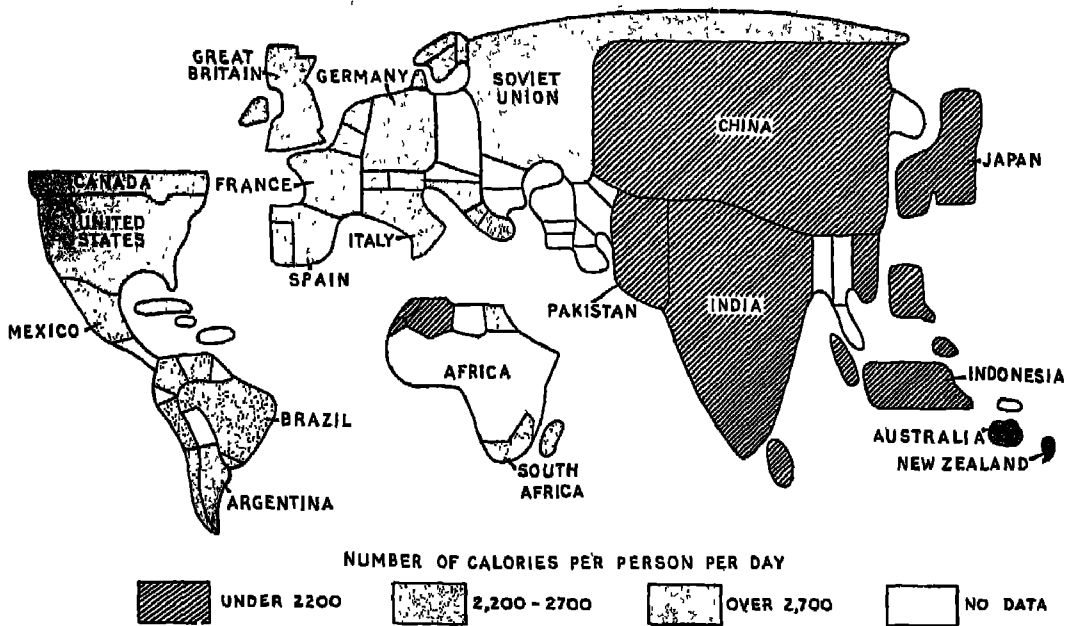 GREAT
BRITAIN
GERMANY
SOVIET
UNION
CHINA
JAPAN
CANADA
FRANCE
UNITED
STATES
ITALY
SPAIN
MEXICO
PAKISTAN
INDIA
AFRICA
INDONESIA
BRAZIL
AUSTRALIA
NEW ZEALAND
SOUTH
AFRICA
ARGENTINA
NUMBER OF CALORIES PER PERSON PER DAY
UNDER 2200
2,200-2700
OVER 2,700
NO DATA